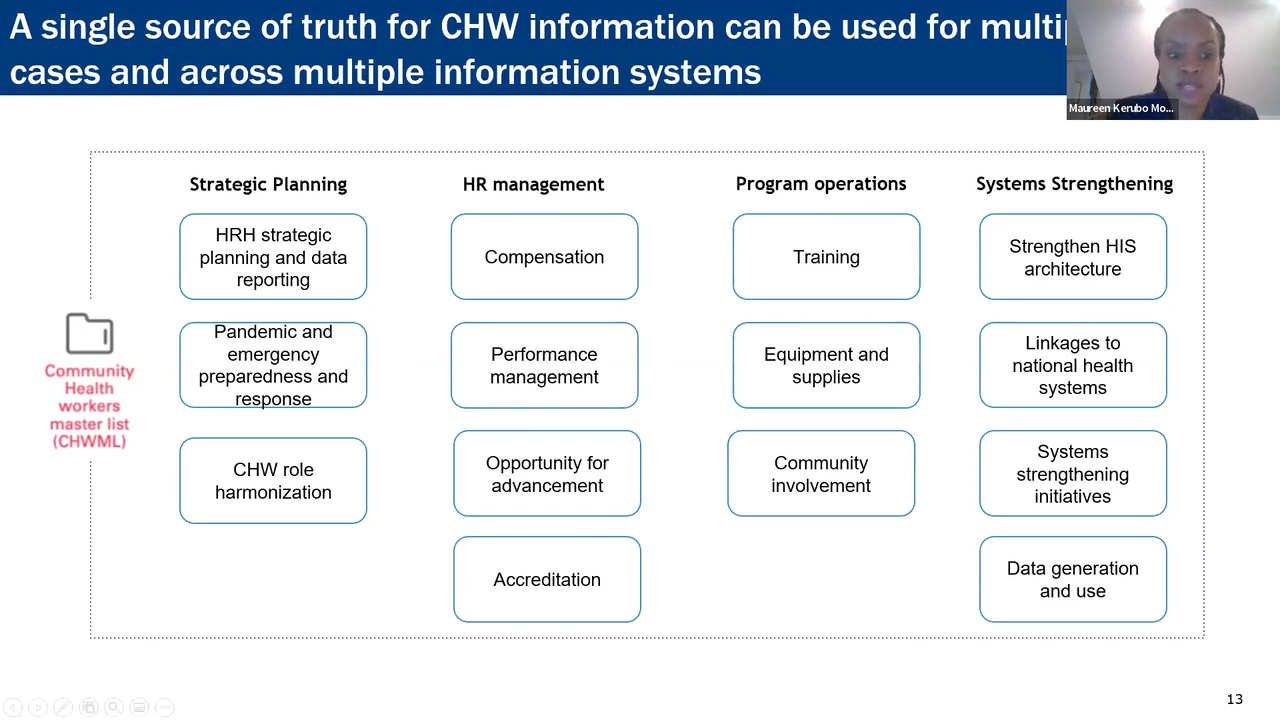 A single source of truth for CHW information can be used for
cases and across multiple information systems
Maureen Kerubo Mo...
Strategic Planning
HR management
Program operations
Systems Strengthening
HRH strategic
planning and data
reporting
Compensation
Training
Strengthen HIS
architecture
Pandemic and
emergency
preparedness and
response
Performance
management
Equipment and
supplies
Linkages to
national health
systems
Community
Health
workers
master list
(CHWML)
CHW role
harmonization
Opportunity for
advancement
Community
involvement
Systems
strengthening
initiatives
Accreditation
Data generation
and use
13